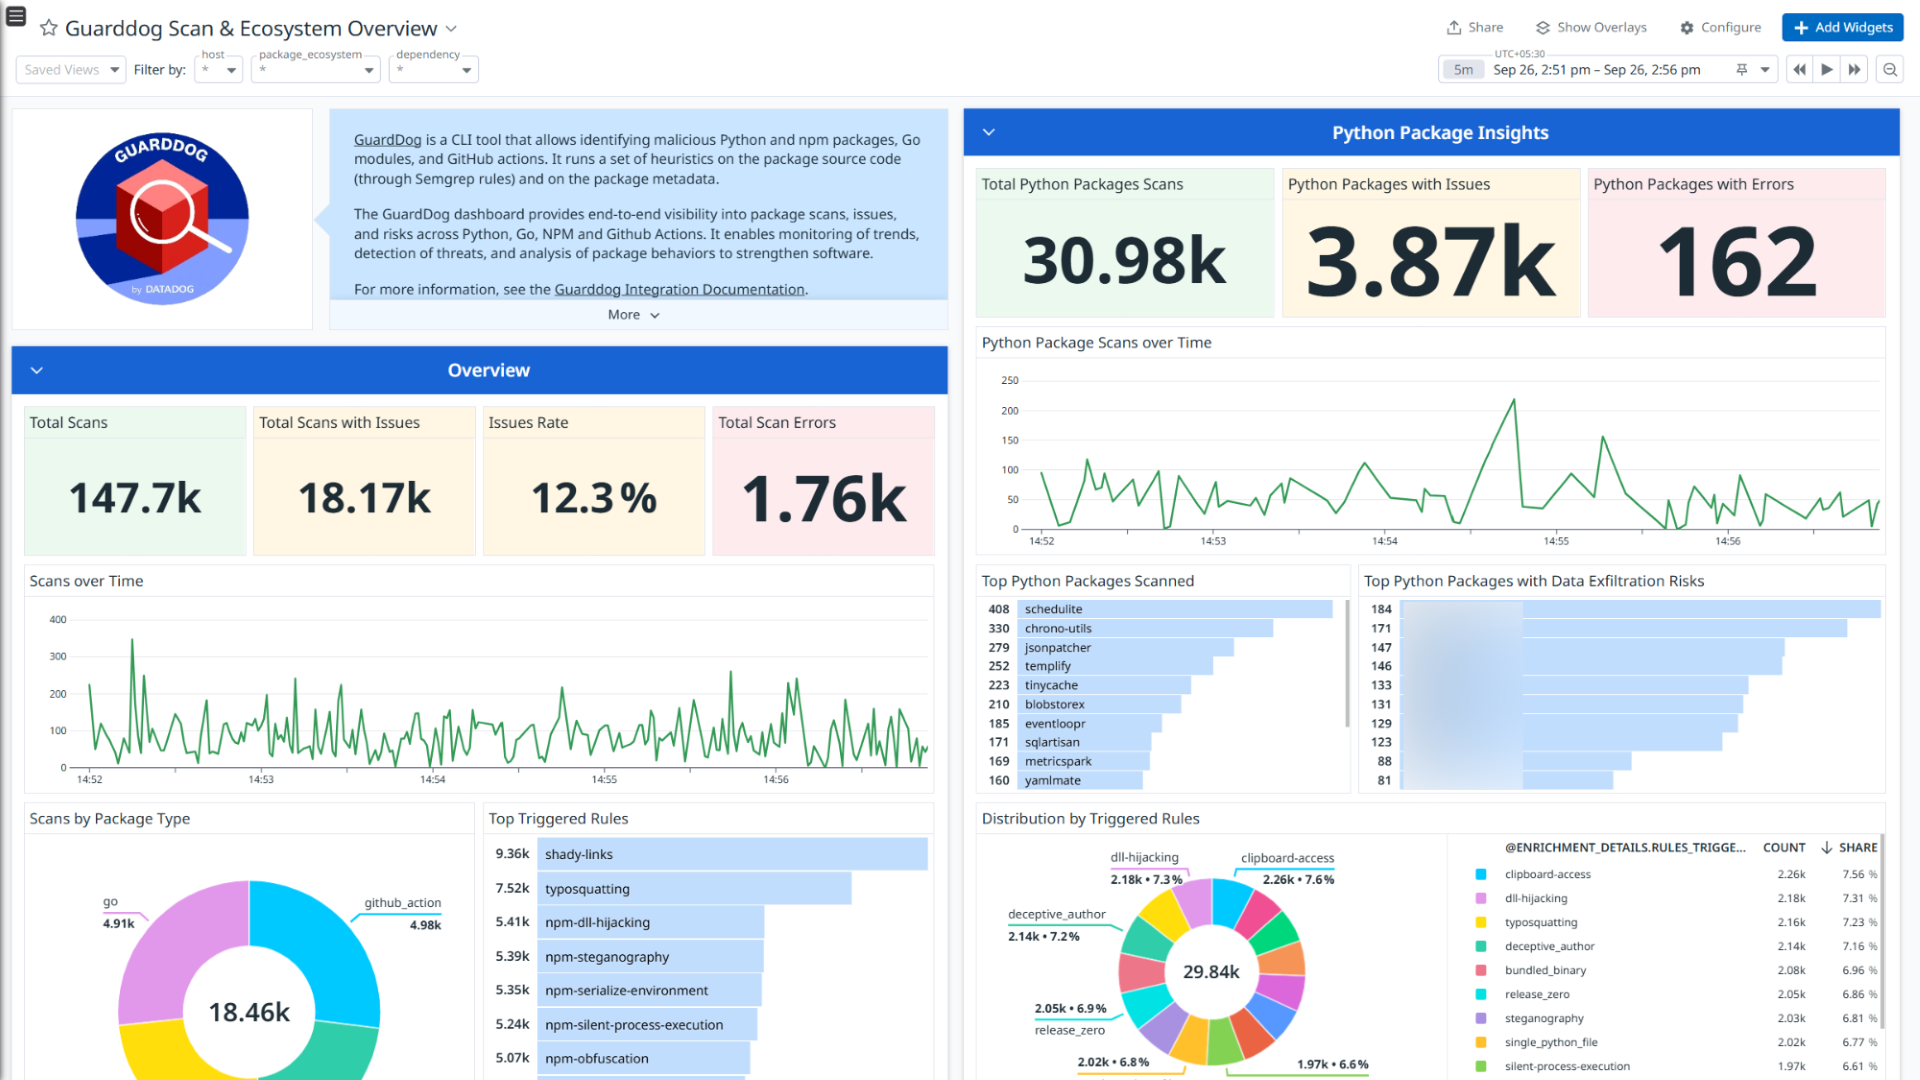 Guarddog Scan & Ecosystem Overview
Share
Show Overlays
Configure
Add Widgets
Saved Views
Filter by:
host
*
package_ecosystem
*
dependency
*
UTC+05:30
5m
Sep 26, 2:51 pm – Sep 26, 2:56 pm
GUARDDOG
by DATADOG
GuardDog is a CLI tool that allows identifying malicious Python and npm packages, Go
modules, and GitHub actions. It runs a set of heuristics on the package source code
(through Semgrep rules) and on the package metadata.
The GuardDog dashboard provides end-to-end visibility into package scans, issues,
and risks across Python, Go, NPM and Github Actions. It enables monitoring of trends,
detection of threats, and analysis of package behaviors to strengthen software.
For more information, see the Guarddog Integration Documentation.
More
Overview
Total Scans
147.7k
Total Scans with Issues
18.17k
Issues Rate
12.3%
Total Scan Errors
1.76k
Scans over Time
400
300
200
100
0
14:52
14:53
14:54
14:55
14:56
Scans by Package Type
go
4.91k
github_action
4.98k
18.46k
Top Triggered Rules
9.36k shady-links
7.52k typosquatting
5.41k npm-dll-hijacking
5.39k npm-steganography
5.35k npm-serialize-environment
5.24k npm-silent-process-execution
5.07k npm-obfuscation
Python Package Insights
Total Python Packages Scans
30.98k
Python Packages with Issues
3.87k
Python Packages with Errors
162
Python Package Scans over Time
250
200
150
100
50
0
14:52
14:53
14:54
14:55
14:56
Top Python Packages Scanned
408 schedulite
330 chrono-utils
279 jsonpatcher
252 templify
223 tinycache
210 blobstorex
185 eventloopr
171 sqlartisan
169 metricspark
160 yamlmate
Top Python Packages with Data Exfiltration Risks
184
171
147
146
133
131
129
123
88
81
Distribution by Triggered Rules
dll-hijacking
2.18k • 7.3%
clipboard-access
2.26k • 7.6%
deceptive_author
2.14k • 7.2%
29.84k
2.05k • 6.9%
release_zero
2.02k • 6.8%
1.97k • 6.6%
@ENRICHMENT_DETAILS.RULES_TRIGGE... COUNT SHARE
clipboard-access 2.26k 7.56 %
dll-hijacking 2.18k 7.31 %
typosquatting 2.16k 7.23 %
deceptive_author 2.14k 7.16 %
bundled_binary 2.08k 6.96 %
release_zero 2.05k 6.86 %
steganography 2.03k 6.81 %
single_python_file 2.02k 6.77 %
silent-process-execution 1.97k 6.61 %